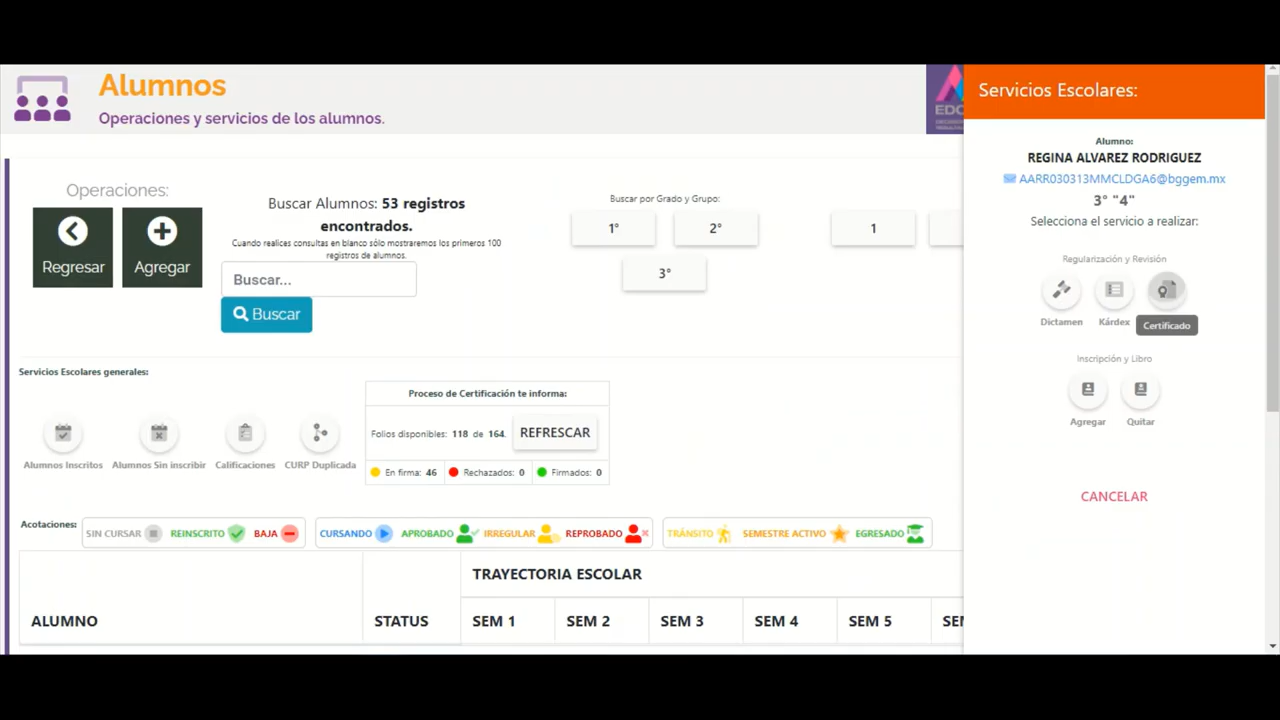 Alumnos
Operaciones y servicios de los alumnos.
EDO
Servicios Escolares:
Alumno:
REGINA ALVAREZ RODRIGUEZ
AARR030313MMCLDGA6@bggem.mx
3° "4"
Selecciona el servicio a realizar:
Regularización y Revisión
Dictamen
Kárdex
Certificado
Inscripción y Libro
Agregar
Quitar
CANCELAR
Operaciones:
Regresar
Agregar
Buscar Alumnos: 53 registros
encontrados.
Cuando realices consultas en blanco sólo mostraremos los primeros 100
registros de alumnos.
Buscar...
Buscar
Buscar por Grado y Grupo:
1°
2°
3°
1
Servicios Escolares generales:
Alumnos Inscritos
Alumnos Sin inscribir
Calificaciones
CURP Duplicada
Proceso de Certificación te informa:
Folios disponibles: 118 de 164.
REFRESCAR
En firma: 46
Rechazados: 0
Firmados: 0
Acotaciones:
SIN CURSAR
REINSCRITO
BAJA
CURSANDO
APROBADO
IRREGULAR
REPROBADO
TRÁNSITO
SEMESTRE ACTIVO
EGRESADO
ALUMNO
STATUS
TRAYECTORIA ESCOLAR
SEM 1
SEM 2
SEM 3
SEM 4
SEM 5